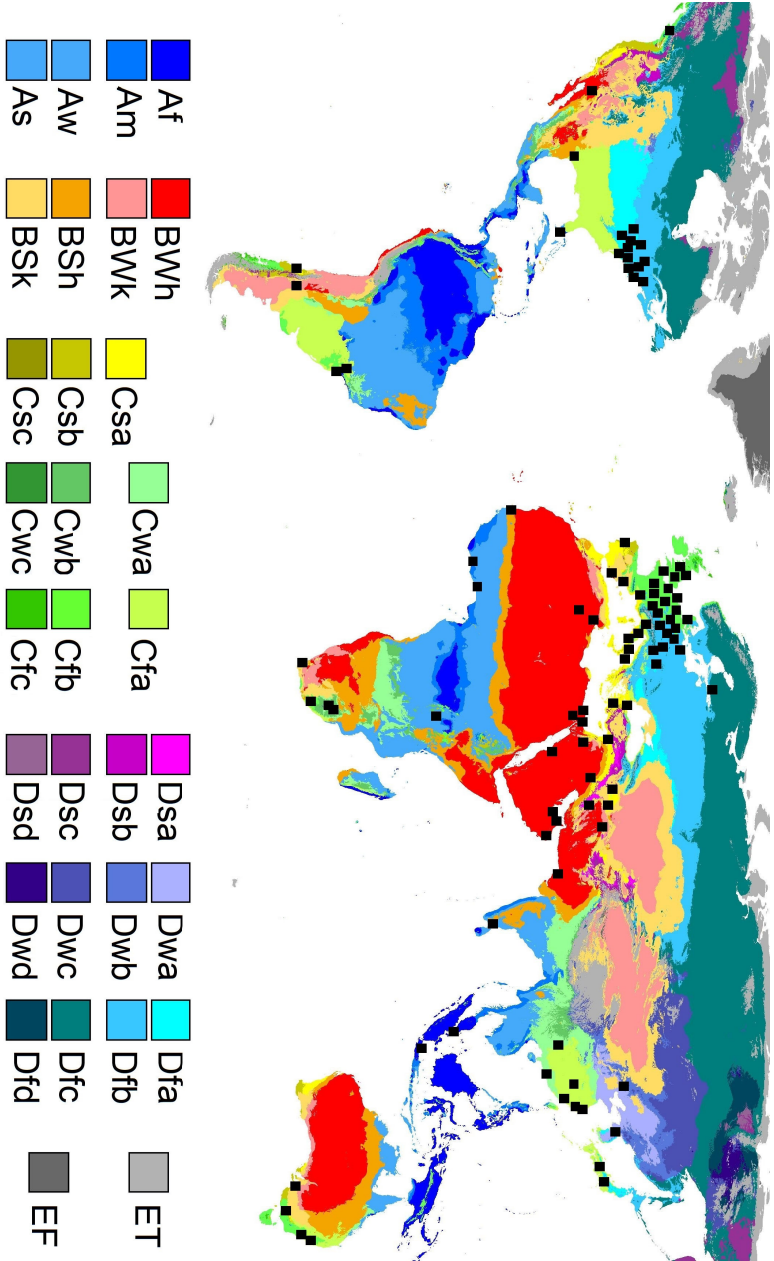 Af
Am
Aw
As
BWh
BWk
BSh
BSk
Csa
Csb
Csc
Cwa
Cwb
Cwc
Cfa
Cfb
Cfc
Dsa
Dsb
Dsc
Dsd
Dwa
Dwb
Dwc
Dwd
Dfa
Dfb
Dfc
Dfd
ET
EF